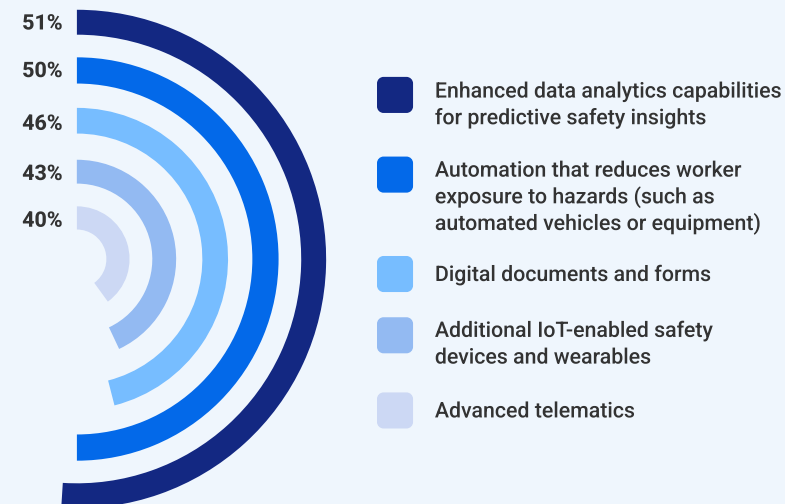 51%
50%
46%
43%
40%
Enhanced data analytics capabilities
for predictive safety insights
Automation that reduces worker
exposure to hazards (such as
automated vehicles or equipment)
Digital documents and forms
Additional IoT-enabled safety
devices and wearables
Advanced telematics